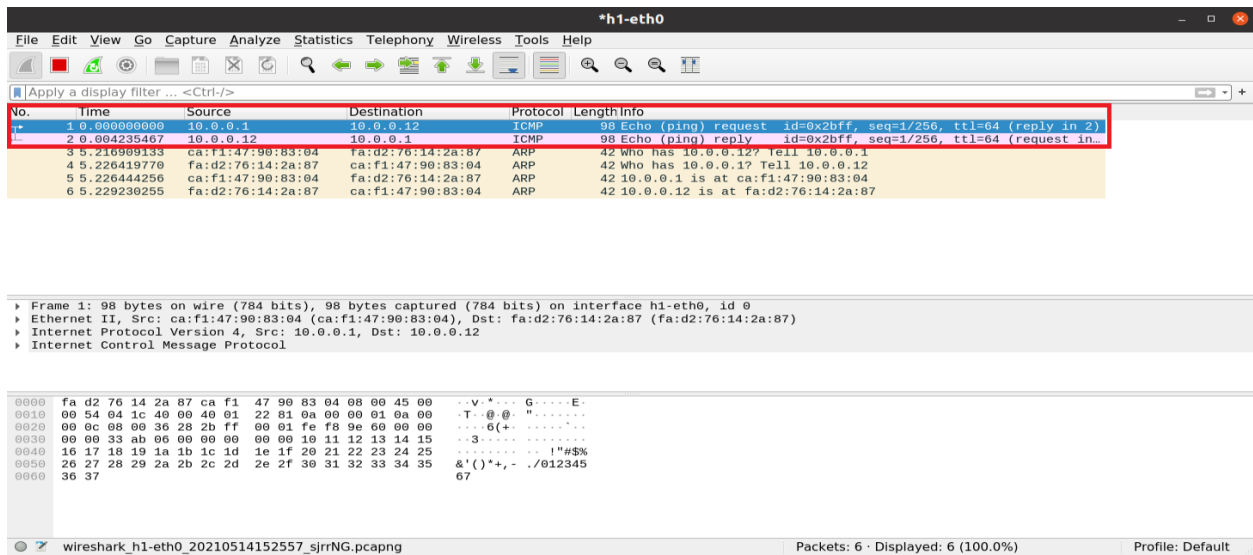 *h1-eth0
File Edit View Go Capture Analyze Statistics Telephony Wireless Tools Help
Apply a display filter ... <Ctrl-/>
No. Time Source Destination Protocol Length Info
1 0.000000000 10.0.0.1 10.0.0.12 ICMP 98 Echo (ping) request id=0x2bff, seq=1/256, ttl=64 (reply in 2)
2 0.004235467 10.0.0.12 10.0.0.1 ICMP 98 Echo (ping) reply id=0x2bff, seq=1/256, ttl=64 (request in…
3 5.216909133 ca:f1:47:90:83:04 fa:d2:76:14:2a:87 ARP 42 Who has 10.0.0.12? Tell 10.0.0.1
4 5.226419770 fa:d2:76:14:2a:87 ca:f1:47:90:83:04 ARP 42 Who has 10.0.0.1? Tell 10.0.0.12
5 5.226444256 ca:f1:47:90:83:04 fa:d2:76:14:2a:87 ARP 42 10.0.0.1 is at ca:f1:47:90:83:04
6 5.229230255 fa:d2:76:14:2a:87 ca:f1:47:90:83:04 ARP 42 10.0.0.12 is at fa:d2:76:14:2a:87
Frame 1: 98 bytes on wire (784 bits), 98 bytes captured (784 bits) on interface h1-eth0, id 0
Ethernet II, Src: ca:f1:47:90:83:04 (ca:f1:47:90:83:04), Dst: fa:d2:76:14:2a:87 (fa:d2:76:14:2a:87)
Internet Protocol Version 4, Src: 10.0.0.1, Dst: 10.0.0.12
Internet Control Message Protocol
0000 fa d2 76 14 2a 87 ca f1 47 90 83 04 08 00 45 00 ··v·*··· G·····E·
0010 00 54 04 1c 40 00 40 01 22 81 0a 00 00 01 0a 00 ·T··@·@· "·······
0020 00 0c 08 00 36 28 2b ff 00 01 fe f8 9e 60 00 00 ····6(+· ·····`··
0030 00 00 33 ab 06 00 00 00 00 00 10 11 12 13 14 15 ··3····· ········
0040 16 17 18 19 1a 1b 1c 1d 1e 1f 20 21 22 23 24 25 ········ ·· !"#$%
0050 26 27 28 29 2a 2b 2c 2d 2e 2f 30 31 32 33 34 35 &'()*+,- ./012345
0060 36 37 67
wireshark_h1-eth0_20210514152557_sjrrNG.pcapng Packets: 6 · Displayed: 6 (100.0%) Profile: Default